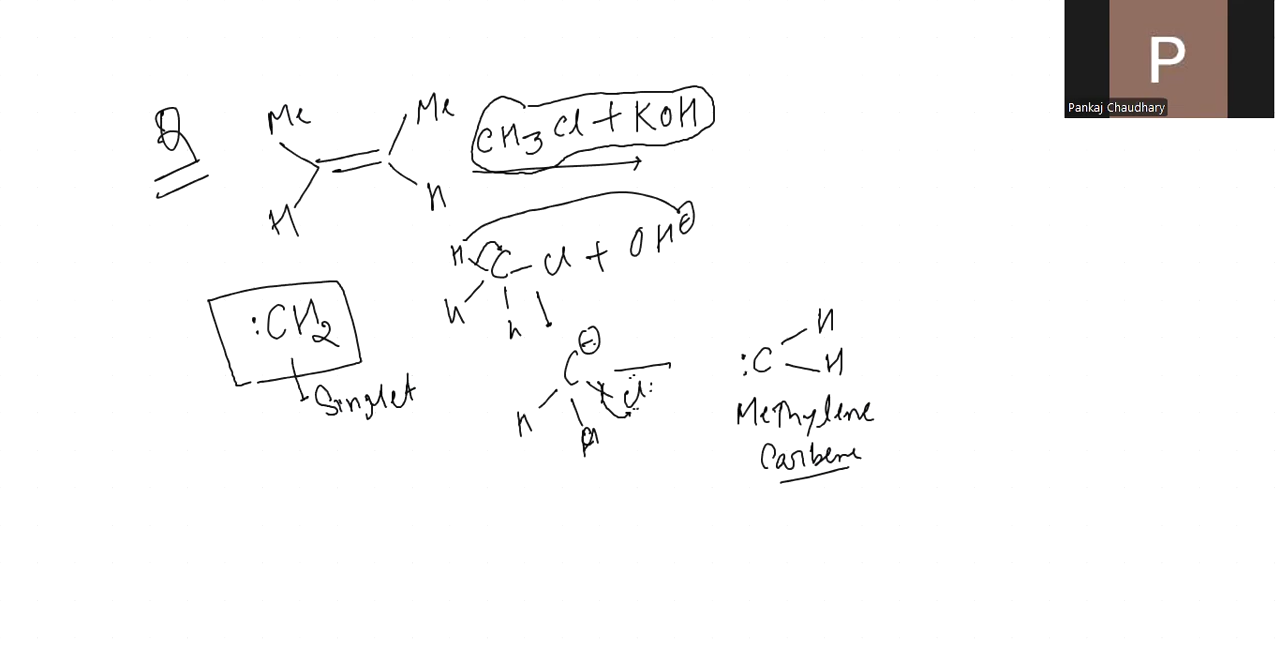 P
Pankaj Chaudhary
Q
Me Me
H H
CH3Cl + KOH
H
C - Cl + OH⊖
H H
:CH2
Singlet
C⊖
Cl
H H
:C H
H
Methylene
Carbene